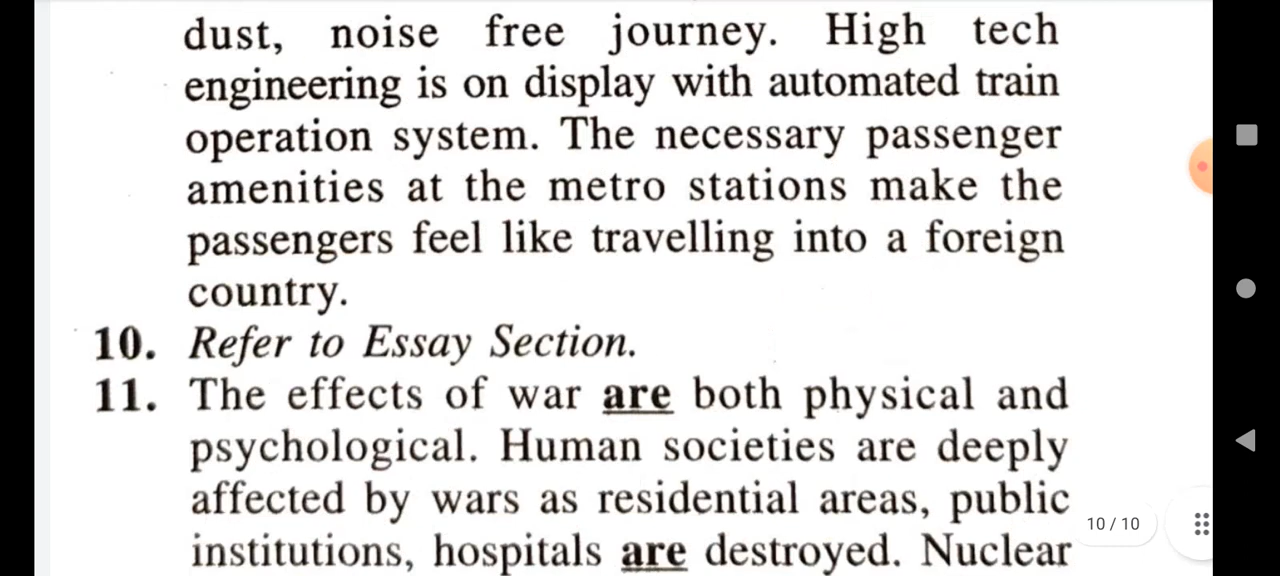 dust, noise free journey. High tech
engineering is on display with automated train
operation system. The necessary passenger
amenities at the metro stations make the
passengers feel like travelling into a foreign
country.
10. Refer to Essay Section.
11. The effects of war are both physical and
psychological. Human societies are deeply
affected by wars as residential areas, public
institutions, hospitals are destroyed. Nuclear
10 / 10